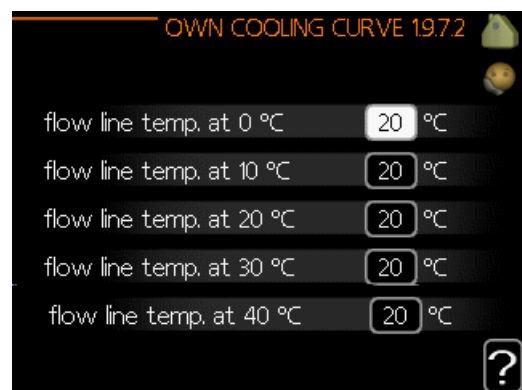 OWN COOLING CURVE 1.9.7.2
flow line temp. at 0 °C 20 °C
flow line temp. at 10 °C 20 °C
flow line temp. at 20 °C 20 °C
flow line temp. at 30 °C 20 °C
flow line temp. at 40 °C 20 °C
?